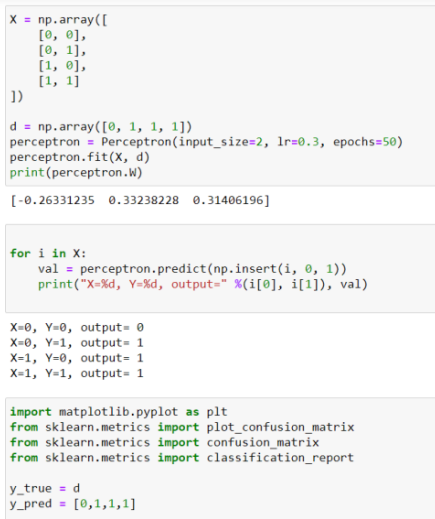 X = np.array([
    [0, 0],
    [0, 1],
    [1, 0],
    [1, 1]
])
d = np.array([0, 1, 1, 1])
perceptron = Perceptron(input_size=2, lr=0.3, epochs=50)
perceptron.fit(X, d)
print(perceptron.W)
[-0.26331235  0.33238228  0.31406196]
for i in X:
    val = perceptron.predict(np.insert(i, 0, 1))
    print("X=%d, Y=%d, output=" %(i[0], i[1]), val)
X=0, Y=0, output= 0
X=0, Y=1, output= 1
X=1, Y=0, output= 1
X=1, Y=1, output= 1
import matplotlib.pyplot as plt
from sklearn.metrics import plot_confusion_matrix
from sklearn.metrics import confusion_matrix
from sklearn.metrics import classification_report
y_true = d
y_pred = [0,1,1,1]